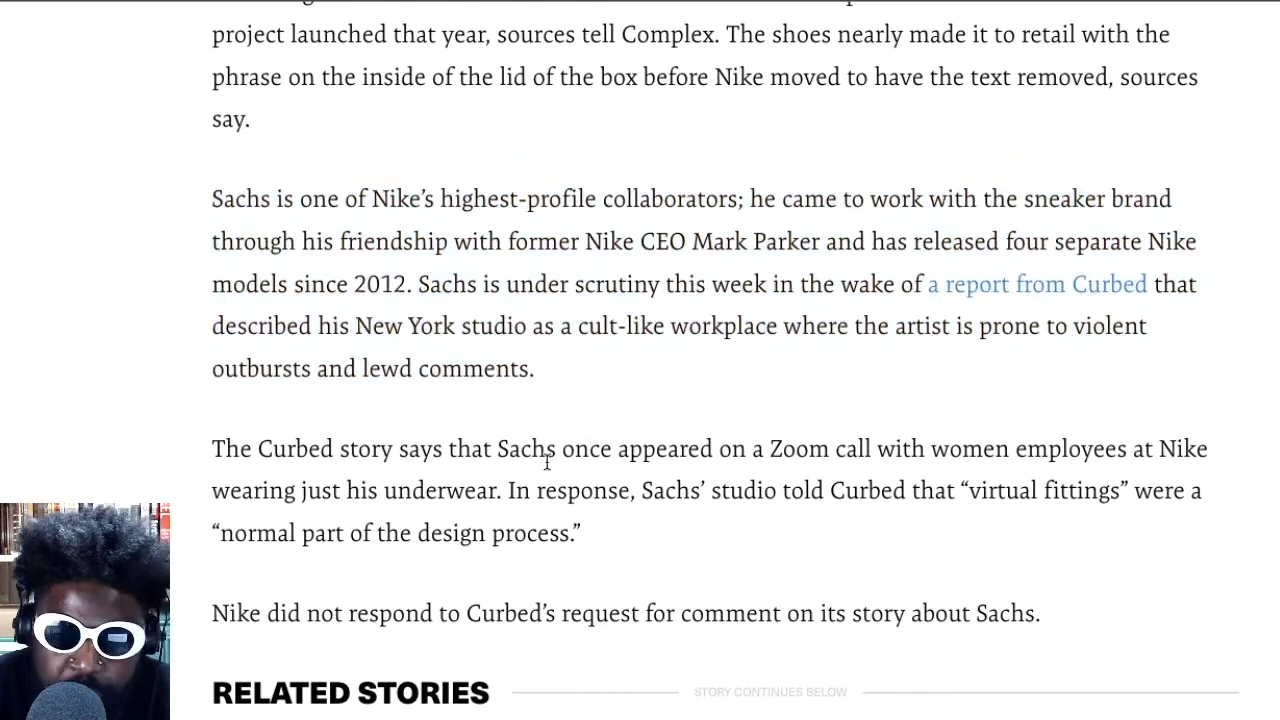 project launched that year, sources tell Complex. The shoes nearly made it to retail with the
phrase on the inside of the lid of the box before Nike moved to have the text removed, sources
say.
Sachs is one of Nike’s highest-profile collaborators; he came to work with the sneaker brand
through his friendship with former Nike CEO Mark Parker and has released four separate Nike
models since 2012. Sachs is under scrutiny this week in the wake of a report from Curbed that
described his New York studio as a cult-like workplace where the artist is prone to violent
outbursts and lewd comments.
The Curbed story says that Sachs once appeared on a Zoom call with women employees at Nike
wearing just his underwear. In response, Sachs’ studio told Curbed that “virtual fittings” were a
“normal part of the design process.”
Nike did not respond to Curbed’s request for comment on its story about Sachs.
RELATED STORIES
STORY CONTINUES BELOW